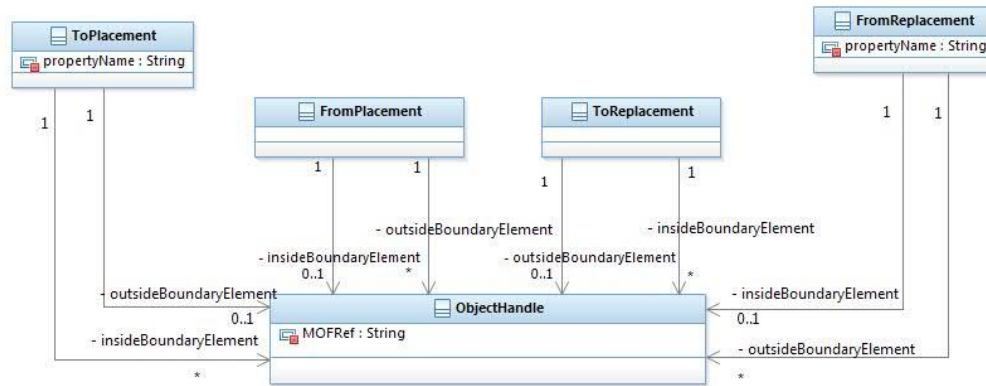 FromReplacement
ToPlacement
propertyName : String
propertyName : String
FromPlacement
ToReplacement
1
1
1
1
1
1
1
1
- outsideBoundaryElement
- insideBoundaryElement
- insideBoundaryElement
- outsideBoundaryElement
0..1
*
0..1
*
- outsideBoundaryElement
- insideBoundaryElement
ObjectHandle
0..1
0..1
MOFRef : String
- insideBoundaryElement
- outsideBoundaryElement
*
*